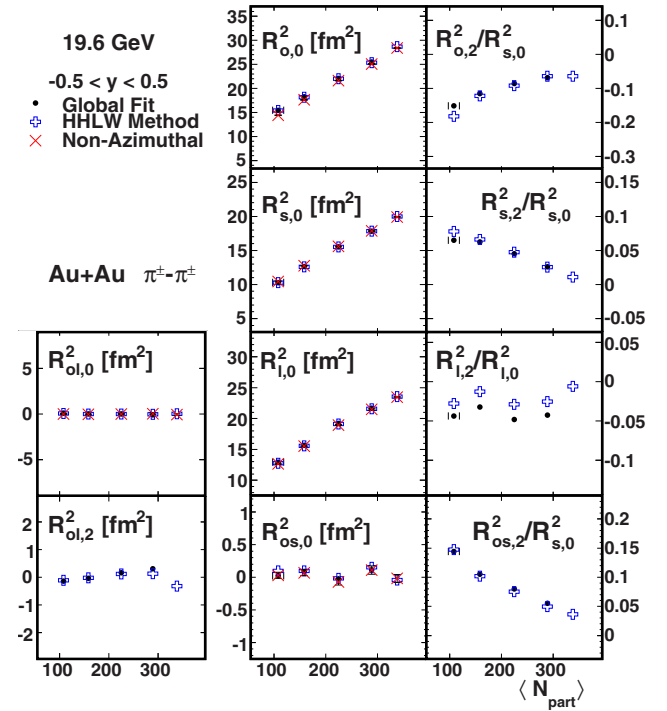 19.6 GeV
-0.5 < y < 0.5
Global Fit
HHLW Method
Non-Azimuthal
Au+Au π±-π±
R²o,0 [fm²]
35
30
25
20
15
10
5
R²o,2/R²s,0
0.1
0
-0.1
-0.2
-0.3
R²s,0 [fm²]
25
20
15
10
5
R²s,2/R²s,0
0.15
0.1
0.05
0
-0.05
R²ol,0 [fm²]
5
0
-5
R²l,0 [fm²]
30
25
20
15
10
R²l,2/R²l,0
0.1
0
-0.05
-0.1
R²ol,2 [fm²]
2
1
0
-1
-2
R²os,0 [fm²]
1
0.5
0
-0.5
-1
R²os,2/R²s,0
0.2
0.15
0.1
0.05
0
100 200 300
100 200 300
100 200 300
⟨ Npart ⟩